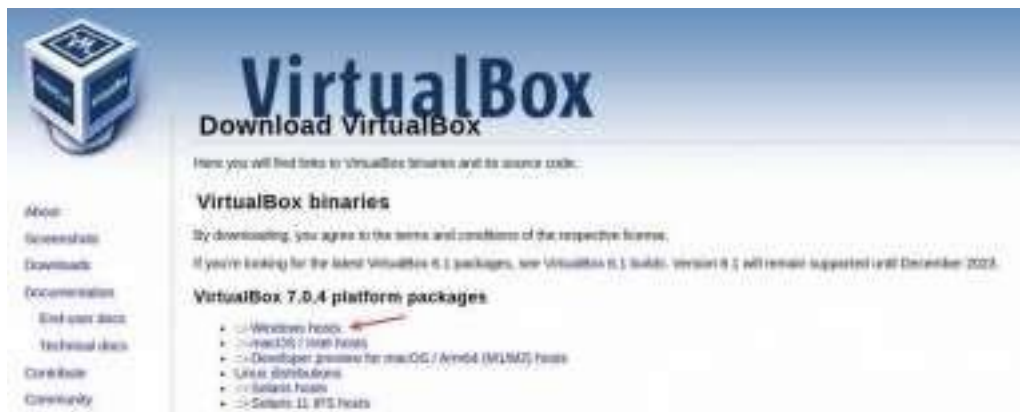 VirtualBox
Download VirtualBox
Here you will find links to VirtualBox binaries and its source code.
VirtualBox binaries
By downloading, you agree to the terms and conditions of the respective license.
If you're looking for the latest VirtualBox 6.1 packages, see VirtualBox 6.1 builds. Version 6.1 will remain supported until December 2023.
VirtualBox 7.0.4 platform packages
Windows hosts
macOS / Intel hosts
Developer preview for macOS / Arm64 (M1/M2) hosts
Linux distributions
Solaris hosts
Solaris 11 IPS hosts
About
Screenshots
Downloads
Documentation
End-user docs
Technical docs
Contribute
Community